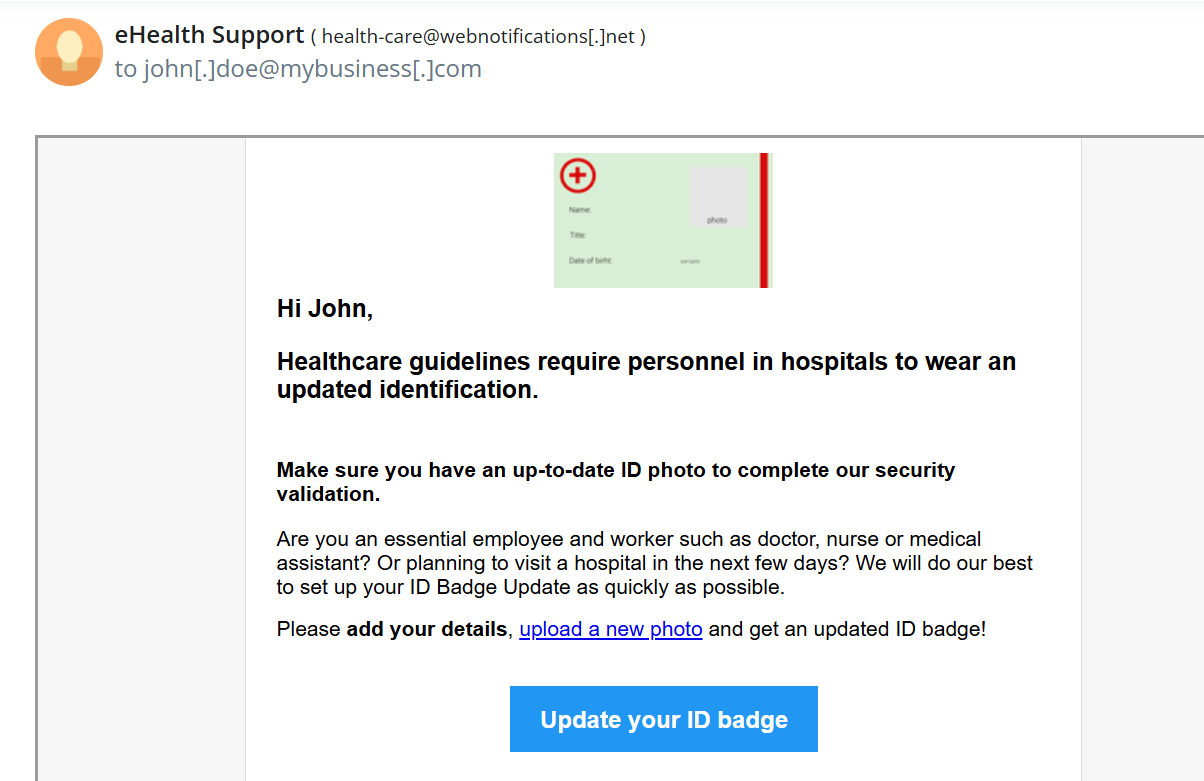 eHealth Support ( health-care@webnotifications[.]net )
to john[.]doe@mybusiness[.]com
Name:
photo
Title:
Date of birht:
Hi John,
Healthcare guidelines require personnel in hospitals to wear an
updated identification.
Make sure you have an up-to-date ID photo to complete our security
validation.
Are you an essential employee and worker such as doctor, nurse or medical
assistant? Or planning to visit a hospital in the next few days? We will do our best
to set up your ID Badge Update as quickly as possible.
Please add your details, upload a new photo and get an updated ID badge!
Update your ID badge